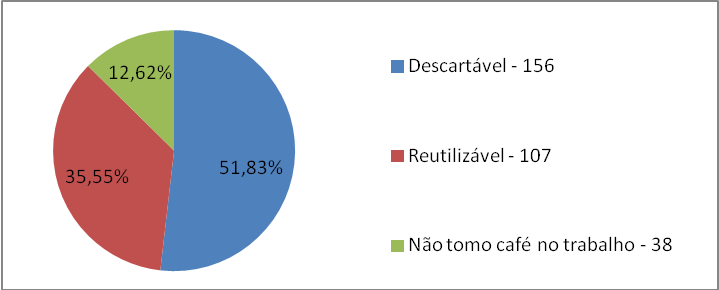 12,62%
51,83%
35,55%
Descartável - 156
Reutilizável - 107
Não tomo café no trabalho - 38